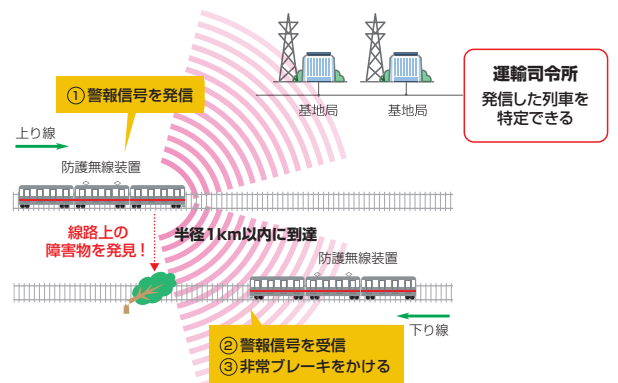 運輸司令所
発信した列車を
特定できる
基地局
基地局
①警報信号を発信
上り線
防護無線装置
線路上の
障害物を発見!
半径1km以内に到達
防護無線装置
下り線
②警報信号を受信
③非常ブレーキをかける